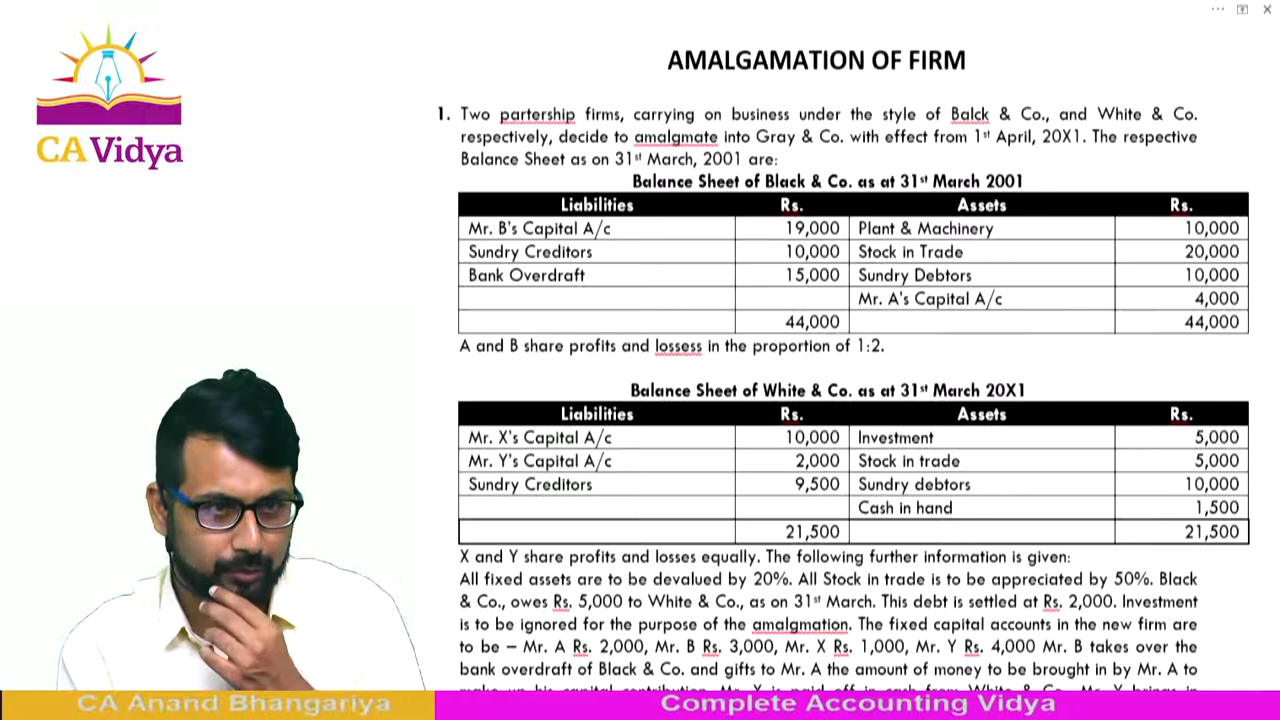 AMALGAMATION OF FIRM
CA Vidya
1. Two partership firms, carrying on business under the style of Balck & Co., and White & Co.
respectively, decide to amalgmate into Gray & Co. with effect from 1st April, 20X1. The respective
Balance Sheet as on 31st March, 2001 are:
Balance Sheet of Black & Co. as at 31st March 2001
Liabilities Rs. Assets Rs.
Mr. B's Capital A/c 19,000 Plant & Machinery 10,000
Sundry Creditors 10,000 Stock in Trade 20,000
Bank Overdraft 15,000 Sundry Debtors 10,000
Mr. A's Capital A/c 4,000
44,000 44,000
A and B share profits and lossess in the proportion of 1:2.
Balance Sheet of White & Co. as at 31st March 20X1
Liabilities Rs. Assets Rs.
Mr. X's Capital A/c 10,000 Investment 5,000
Mr. Y's Capital A/c 2,000 Stock in trade 5,000
Sundry Creditors 9,500 Sundry debtors 10,000
Cash in hand 1,500
21,500 21,500
X and Y share profits and losses equally. The following further information is given:
All fixed assets are to be devalued by 20%. All Stock in trade is to be appreciated by 50%. Black
& Co., owes Rs. 5,000 to White & Co., as on 31st March. This debt is settled at Rs. 2,000. Investment
is to be ignored for the purpose of the amalgmation. The fixed capital accounts in the new firm are
to be – Mr. A Rs. 2,000, Mr. B Rs. 3,000, Mr. X Rs. 1,000, Mr. Y Rs. 4,000 Mr. B takes over the
bank overdraft of Black & Co. and gifts to Mr. A the amount of money to be brought in by Mr. A to
CA Anand Bhangariya
Complete Accounting Vidya